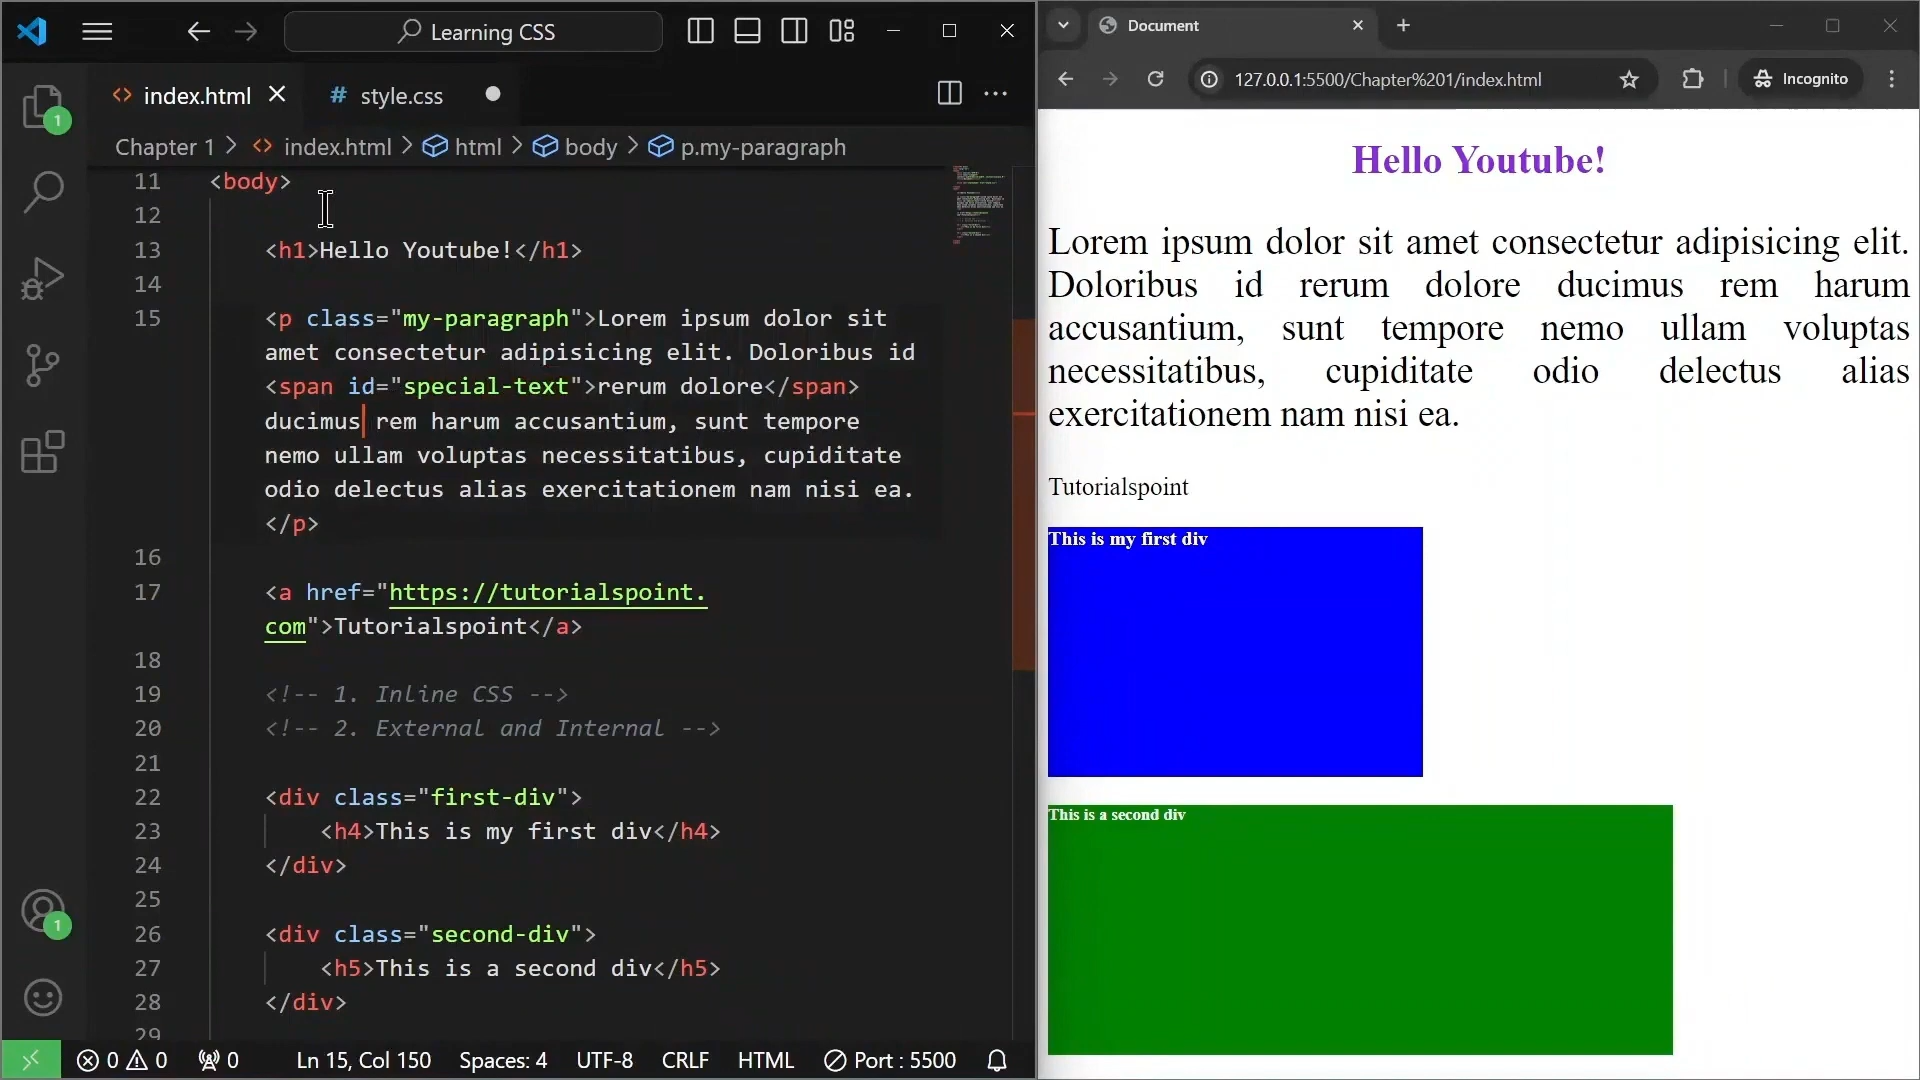 Learning CSS
index.html
# style.css
Chapter 1 > index.html > html > body > p.my-paragraph
11 <body>
12
13 <h1>Hello Youtube!</h1>
14
15 <p class="my-paragraph">Lorem ipsum dolor sit
amet consectetur adipisicing elit. Doloribus id
<span id="special-text">rerum dolore</span>
ducimus rem harum accusantium, sunt tempore
nemo ullam voluptas necessitatibus, cupiditate
odio delectus alias exercitationem nam nisi ea.
</p>
16
17 <a href="https://tutorialspoint.
com">Tutorialspoint</a>
18
19 <!-- 1. Inline CSS -->
20 <!-- 2. External and Internal -->
21
22 <div class="first-div">
23 <h4>This is my first div</h4>
24 </div>
25
26 <div class="second-div">
27 <h5>This is a second div</h5>
28 </div>
29
1
1
0 0 0 Ln 15, Col 150 Spaces: 4 UTF-8 CRLF HTML Port : 5500
Document
127.0.0.1:5500/Chapter%201/index.html
Incognito
Hello Youtube!
Lorem ipsum dolor sit amet consectetur adipisicing elit.
Doloribus id rerum dolore ducimus rem harum
accusantium, sunt tempore nemo ullam voluptas
necessitatibus, cupiditate odio delectus alias
exercitationem nam nisi ea.
Tutorialspoint
This is my first div
This is a second div